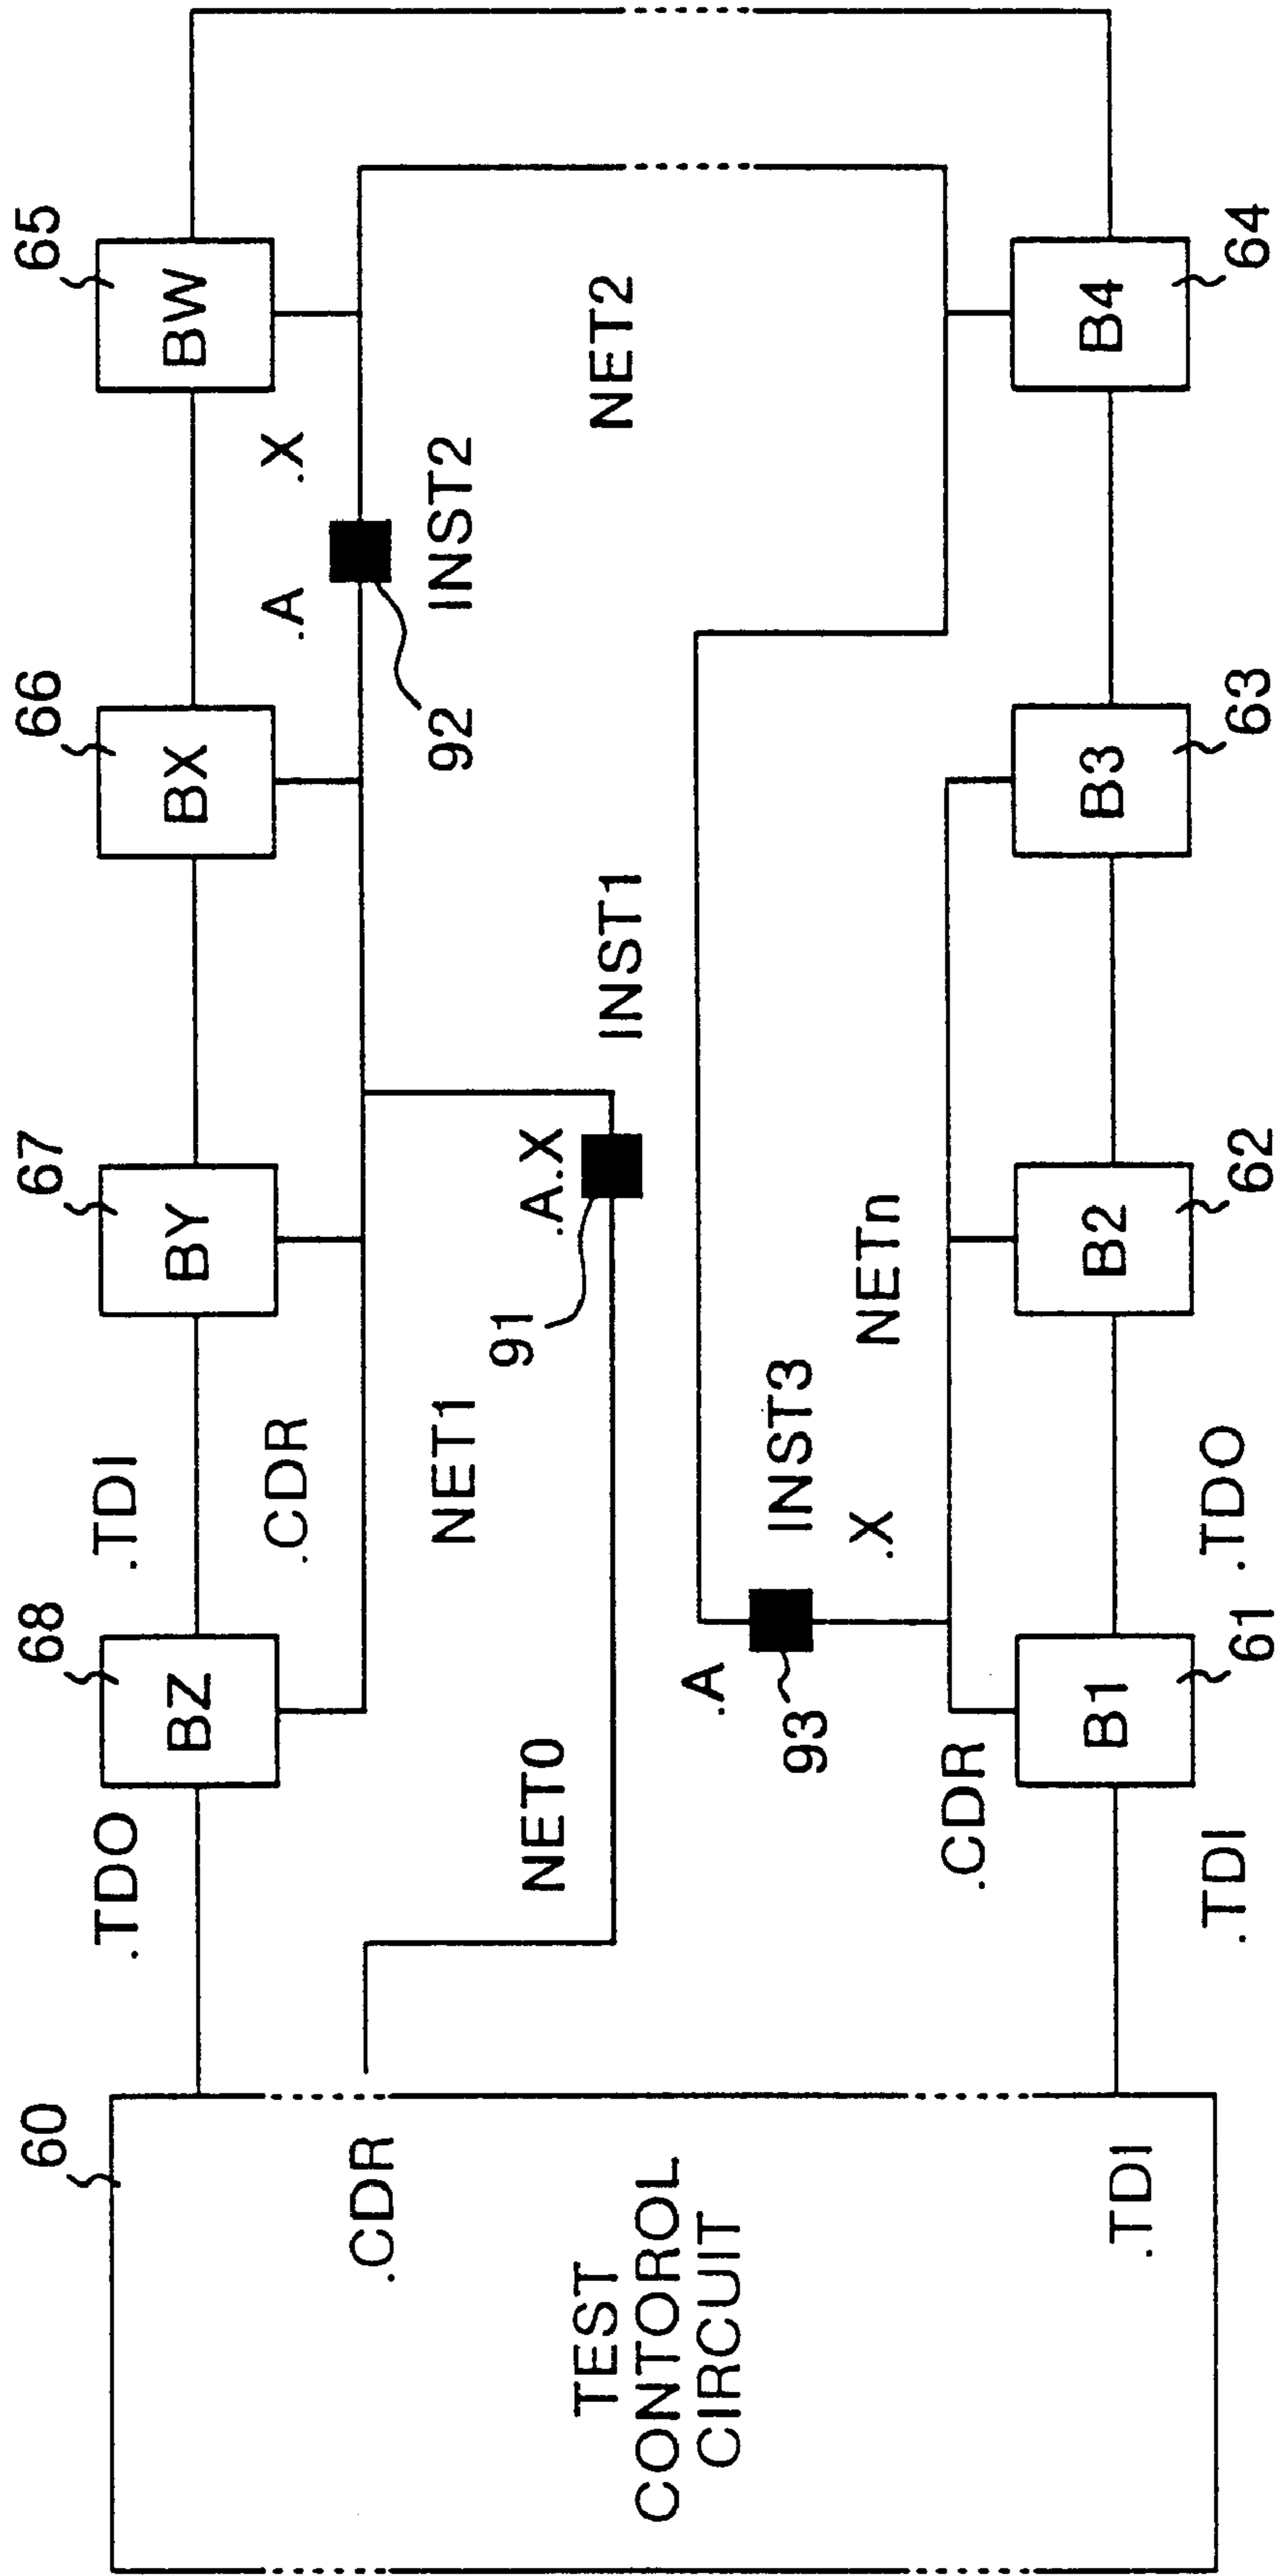 60
TEST
CONTOROL
CIRCUIT
.CDR
.TDI
.TDO
68
BZ
.TDI
67
BY
66
BX
65
BW
.CDR
.A
.X
92
INST2
NET1
NET0
91
.A.X
INST1
NET2
.A
93
INST3
.X
NETn
.CDR
B1
61
B2
62
B3
63
B4
64
.TDI
.TDO